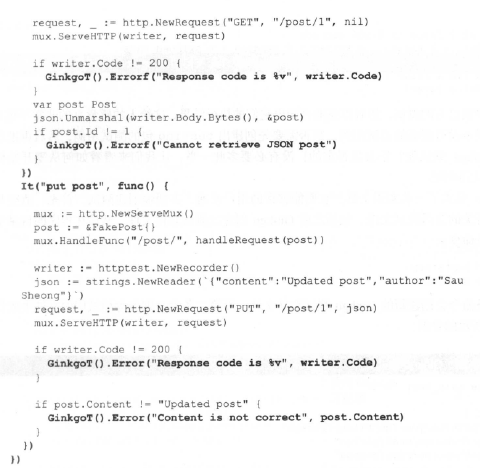 request, _ := http.NewRequest("GET", "/post/1", nil)
mux.ServeHTTP(writer, request)
if writer.Code != 200 {
GinkgoT().Errorf("Response code is %v", writer.Code)
}
var post Post
json.Unmarshal(writer.Body.Bytes(), &post)
if post.Id != 1 {
GinkgoT().Errorf("Cannot retrieve JSON post")
}
})
It("put post", func() {
mux := http.NewServeMux()
post := &FakePost{}
mux.HandleFunc("/post/", handleRequest(post))
writer := httptest.NewRecorder()
json := strings.NewReader(`{"content":"Updated post","author":"Sau
Sheong"}`)
request, _ := http.NewRequest("PUT", "/post/1", json)
mux.ServeHTTP(writer, request)
if writer.Code != 200 {
GinkgoT().Error("Response code is %v", writer.Code)
}
if post.Content != "Updated post" {
GinkgoT().Error("Content is not correct", post.Content)
}
})
})